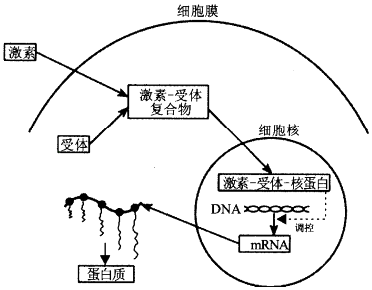 细胞膜
激素
激素-受体
复合物
受体
细胞核
激素-受体-核蛋白
DNA
调控
mRNA
蛋白质